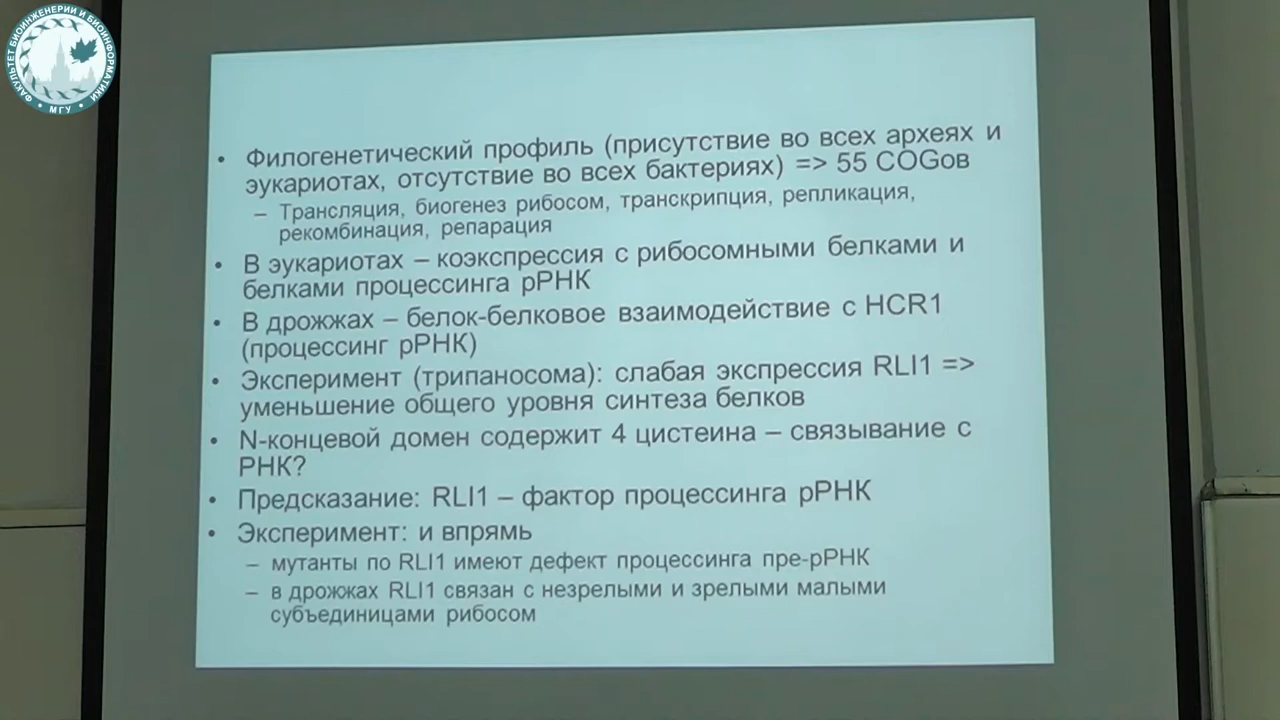 ФАКУЛЬТЕТ БИОИНЖЕНЕРИИ И БИОИНФОРМАТИКИ
МГУ
• Филогенетический профиль (присутствие во всех археях и
эукариотах, отсутствие во всех бактериях) => 55 COGов
– Трансляция, биогенез рибосом, транскрипция, репликация,
рекомбинация, репарация
• В эукариотах – коэкспрессия с рибосомными белками и
белками процессинга рРНК
• В дрожжах – белок-белковое взаимодействие с HCR1
(процессинг рРНК)
• Эксперимент (трипаносома): слабая экспрессия RLI1 =>
уменьшение общего уровня синтеза белков
• N-концевой домен содержит 4 цистеина – связывание с
РНК?
• Предсказание: RLI1 – фактор процессинга рРНК
• Эксперимент: и впрямь
– мутанты по RLI1 имеют дефект процессинга пре-рРНК
– в дрожжах RLI1 связан с незрелыми и зрелыми малыми
субъединицами рибосом